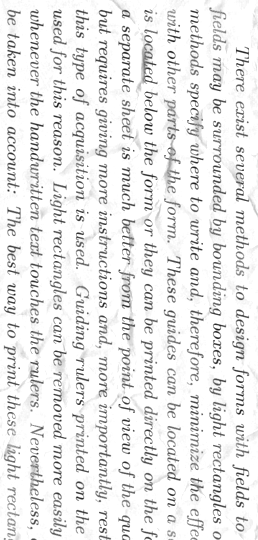 There exist several methods to design forms with fields to
fields may be surrounded by bounding boxes, by light rectangles o
methods specify where to write and, therefore, minimize the effec
with other parts of the form. These guides can be located on a s
is located below the form or they can be printed directly on the fo
a separate sheet is much better from the point of view of the qua
but requires giving more instructions and, more importantly, rest
this type of acquisition is used. Guiding rulers printed on the
used for this reason. Light rectangles can be removed more easily
whenever the handwritten text touches the rulers. Nevertheless,
be taken into account: The best way to print these light rectan